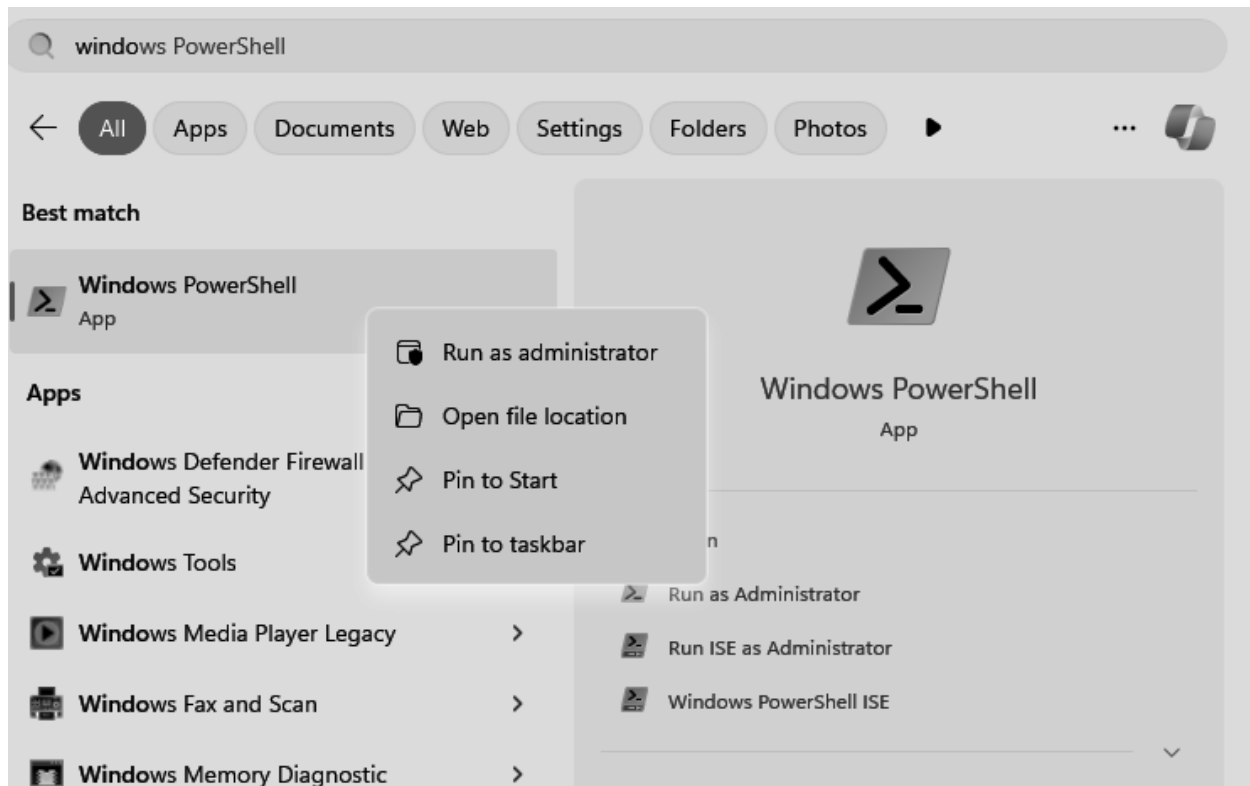 windows PowerShell
All
Apps
Documents
Web
Settings
Folders
Photos
Best match
Windows PowerShell
App
Run as administrator
Open file location
Pin to Start
Pin to taskbar
Apps
Windows Defender Firewall
Advanced Security
Windows Tools
Windows Media Player Legacy
Windows Fax and Scan
Windows Memory Diagnostic
Windows PowerShell
App
n
Run as Administrator
Run ISE as Administrator
Windows PowerShell ISE